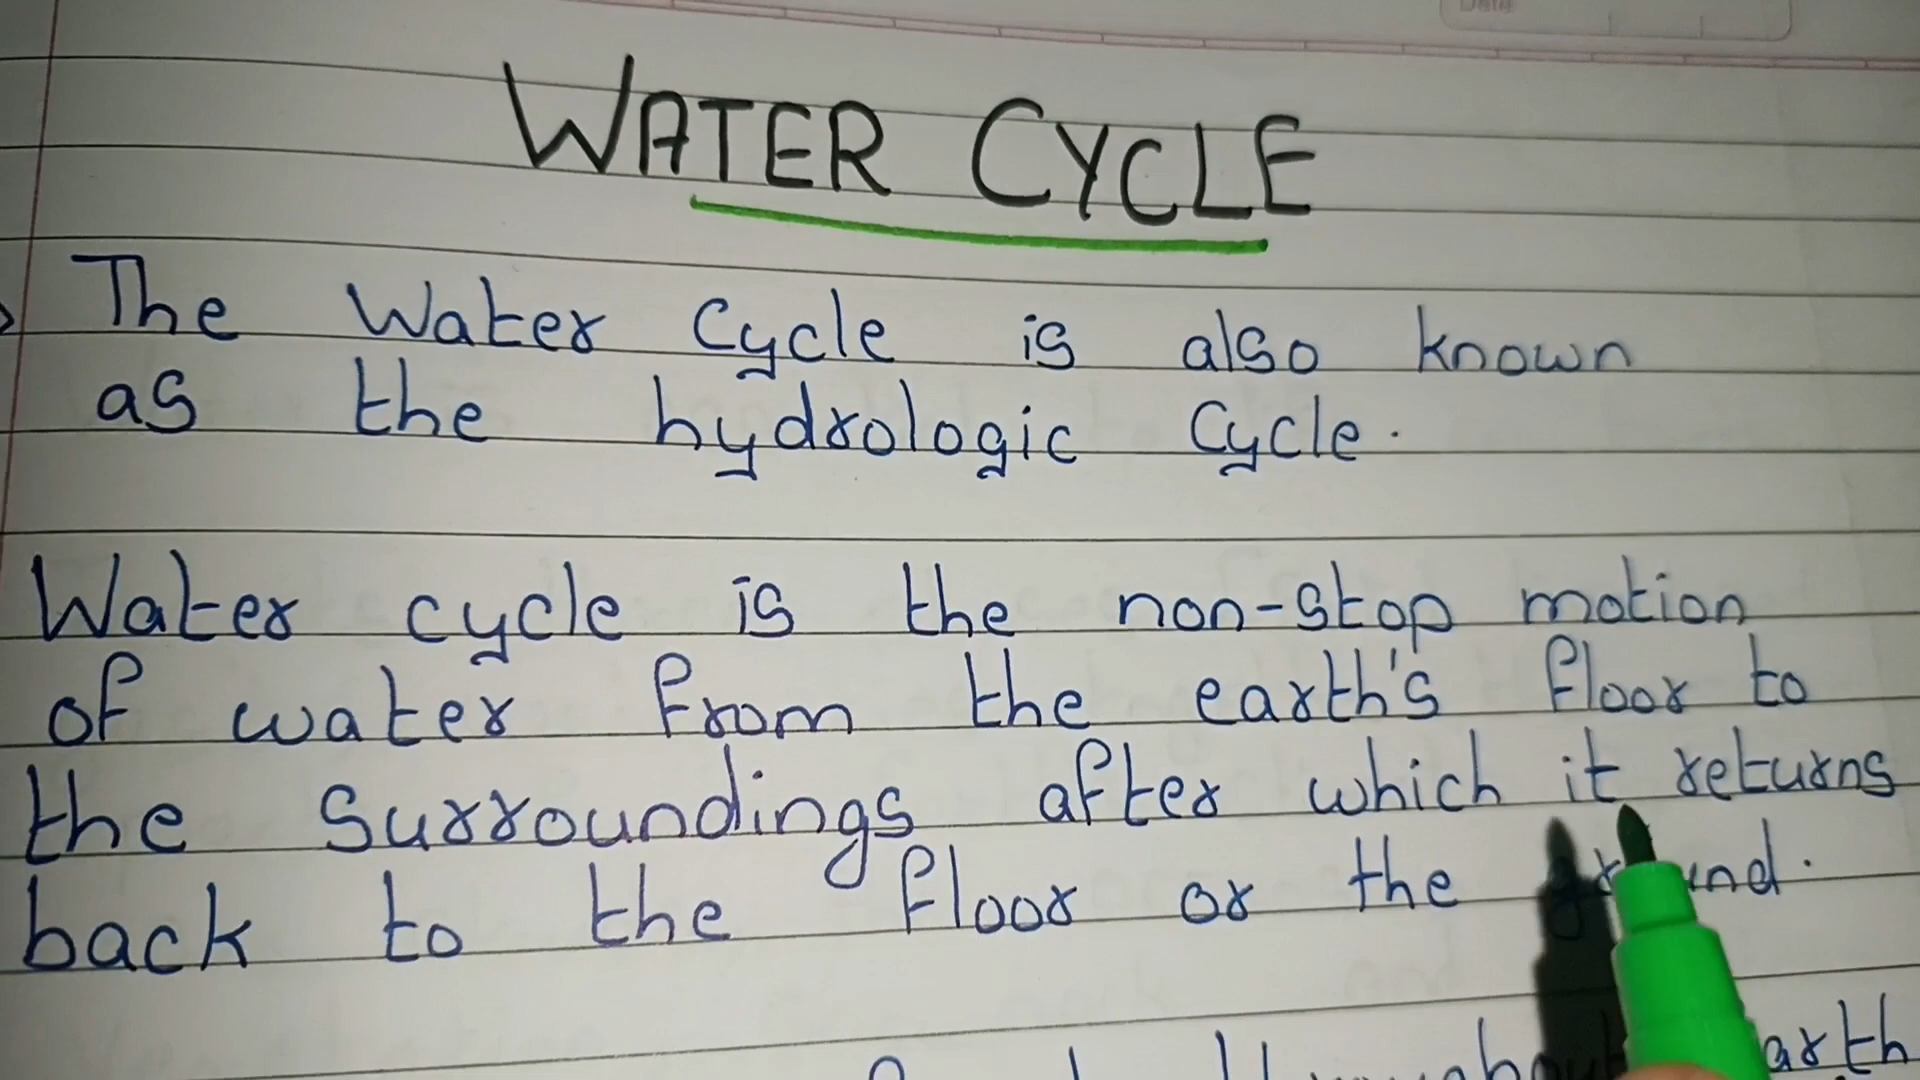 Date
WATER CYCLE
The Water Cycle is also known
as the hydrologic Cycle.
Water cycle is the non-stop motion
of water from the earth's floor to
the surroundings after which it returns
back to the floor or the ground.